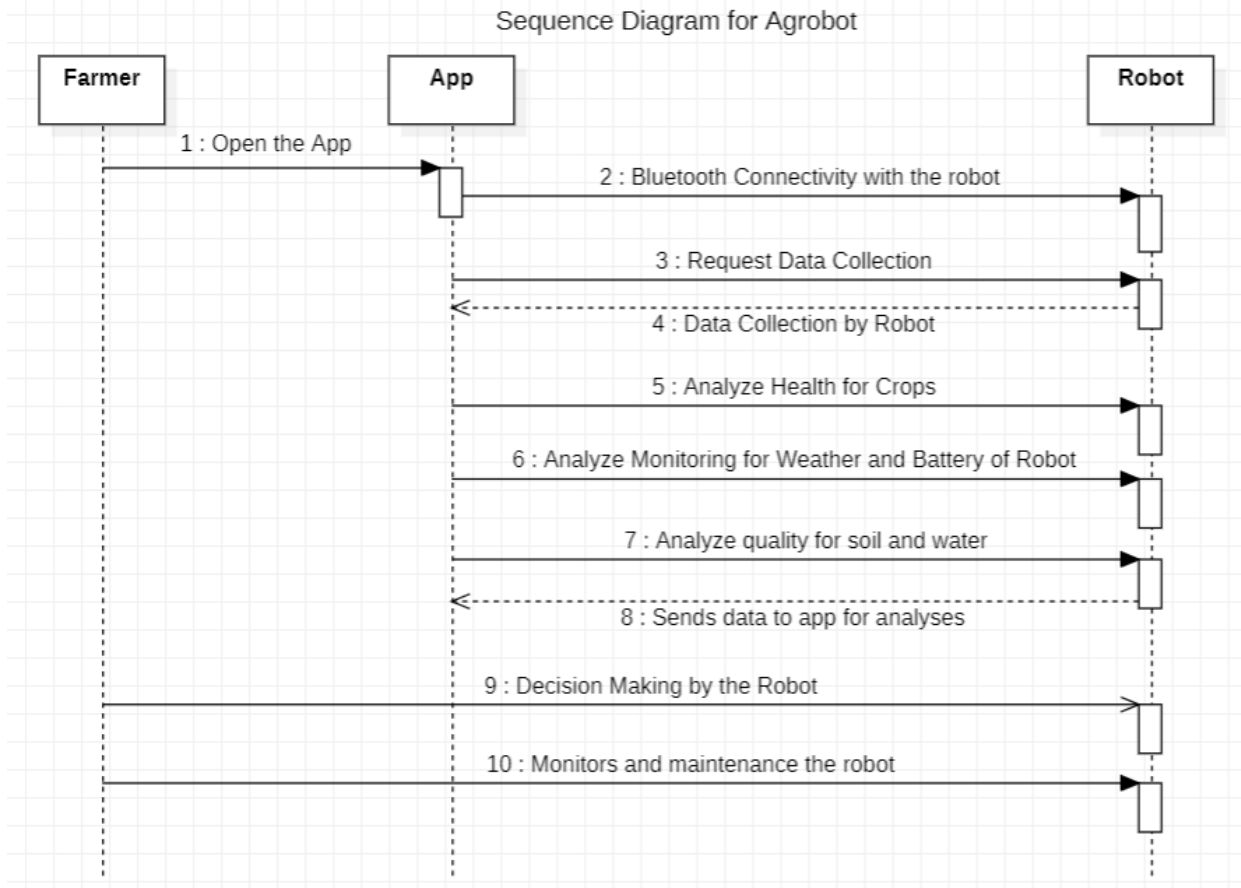 Sequence Diagram for Agrobot
Farmer
App
Robot
1 : Open the App
2 : Bluetooth Connectivity with the robot
3 : Request Data Collection
4 : Data Collection by Robot
5 : Analyze Health for Crops
6 : Analyze Monitoring for Weather and Battery of Robot
7 : Analyze quality for soil and water
8 : Sends data to app for analyses
9 : Decision Making by the Robot
10 : Monitors and maintenance the robot